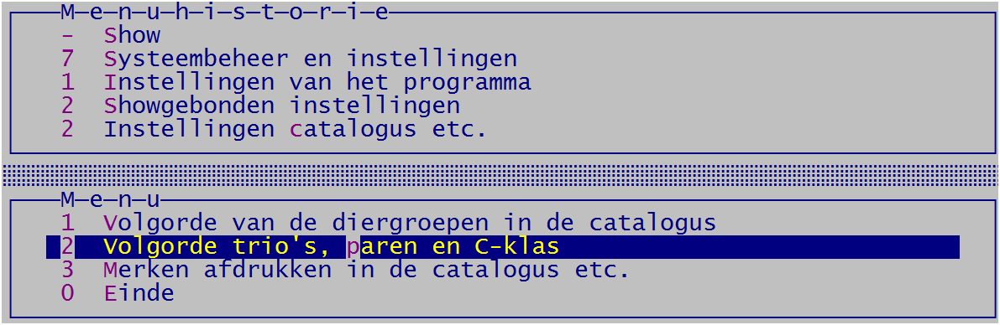 M—e—n—u—h—i—s—t—o—r—i—e
- Show
7 Systeembeheer en instellingen
1 Instellingen van het programma
2 Showgebonden instellingen
2 Instellingen catalogus etc.
M—e—n—u
1 Volgorde van de diergroepen in de catalogus
2 Volgorde trio's, paren en C-klas
3 Merken afdrukken in de catalogus etc.
0 Einde